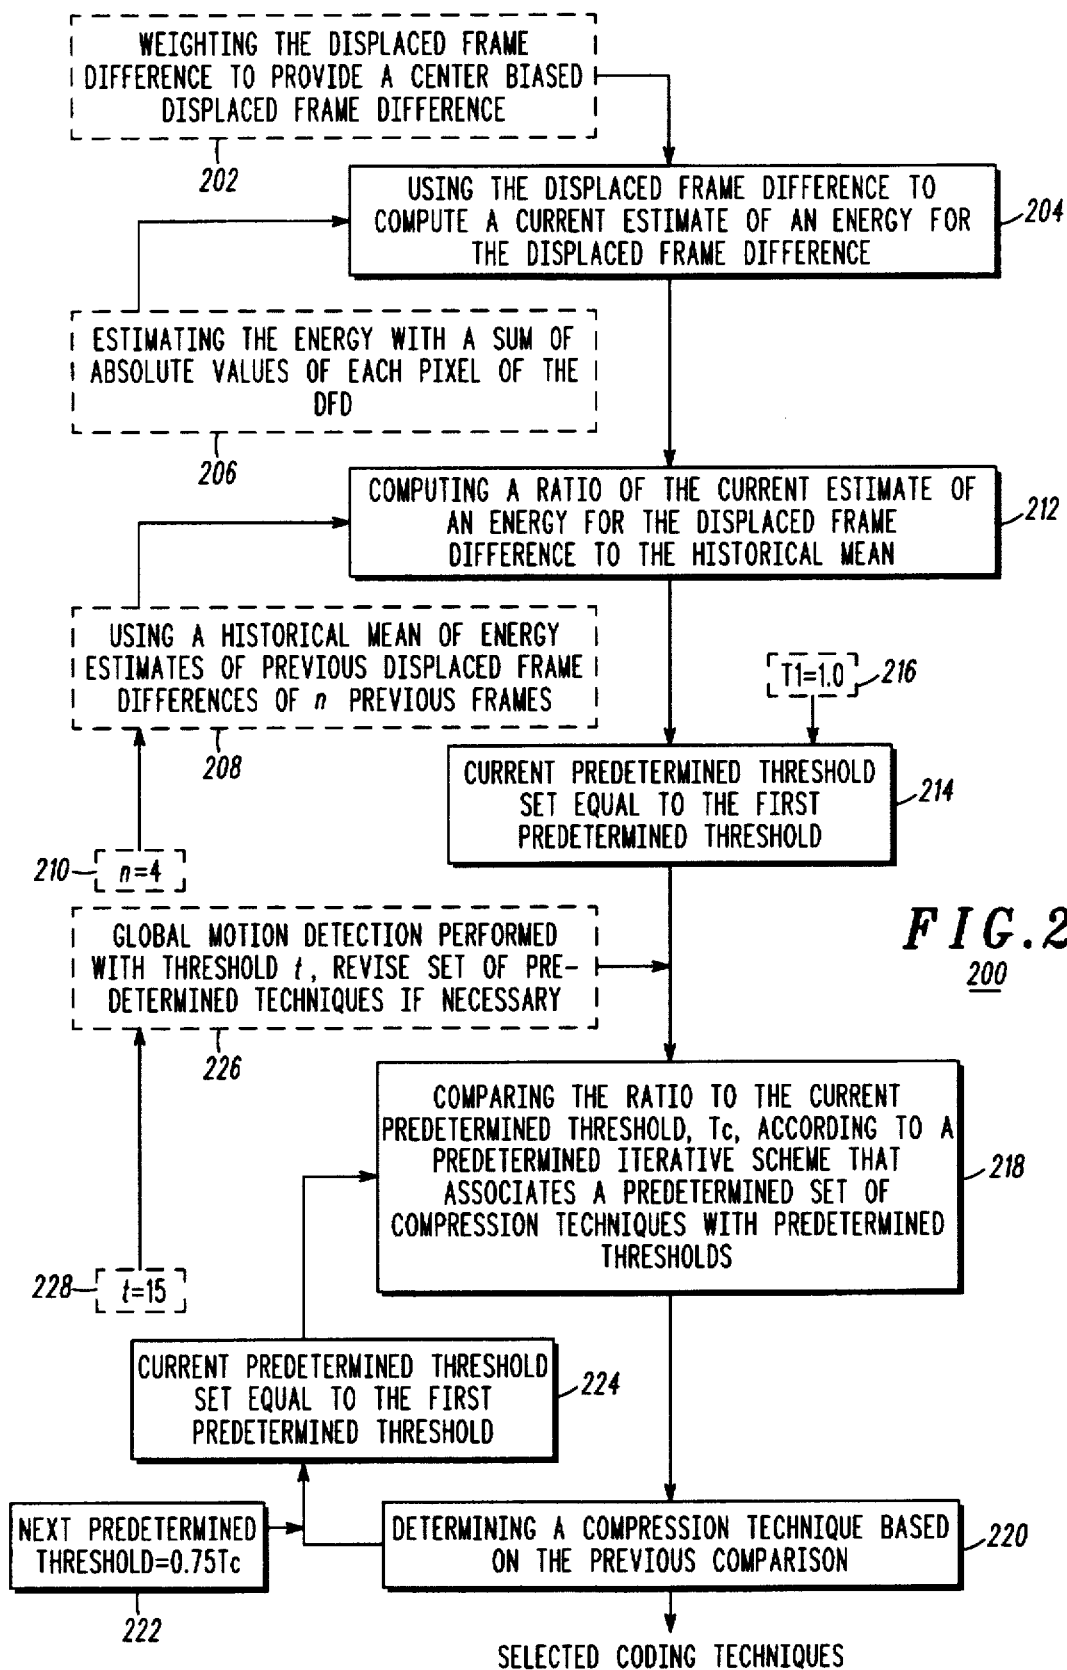 WEIGHTING THE DISPLACED FRAME
DIFFERENCE TO PROVIDE A CENTER BIASED
DISPLACED FRAME DIFFERENCE
202
USING THE DISPLACED FRAME DIFFERENCE TO
COMPUTE A CURRENT ESTIMATE OF AN ENERGY FOR
THE DISPLACED FRAME DIFFERENCE
204
ESTIMATING THE ENERGY WITH A SUM OF
ABSOLUTE VALUES OF EACH PIXEL OF THE
DFD
206
COMPUTING A RATIO OF THE CURRENT ESTIMATE OF
AN ENERGY FOR THE DISPLACED FRAME
DIFFERENCE TO THE HISTORICAL MEAN
212
USING A HISTORICAL MEAN OF ENERGY
ESTIMATES OF PREVIOUS DISPLACED FRAME
DIFFERENCES OF n PREVIOUS FRAMES
208
T1=1.0
216
CURRENT PREDETERMINED THRESHOLD
SET EQUAL TO THE FIRST
PREDETERMINED THRESHOLD
214
210
n=4
GLOBAL MOTION DETECTION PERFORMED
WITH THRESHOLD t, REVISE SET OF PRE-
DETERMINED TECHNIQUES IF NECESSARY
226
FIG.2
200
COMPARING THE RATIO TO THE CURRENT
PREDETERMINED THRESHOLD, Tc, ACCORDING TO A
PREDETERMINED ITERATIVE SCHEME THAT
ASSOCIATES A PREDETERMINED SET OF
COMPRESSION TECHNIQUES WITH PREDETERMINED
THRESHOLDS
218
228
t=15
CURRENT PREDETERMINED THRESHOLD
SET EQUAL TO THE FIRST
PREDETERMINED THRESHOLD
224
NEXT PREDETERMINED
THRESHOLD=0.75Tc
222
DETERMINING A COMPRESSION TECHNIQUE BASED
ON THE PREVIOUS COMPARISON
220
SELECTED CODING TECHNIQUES